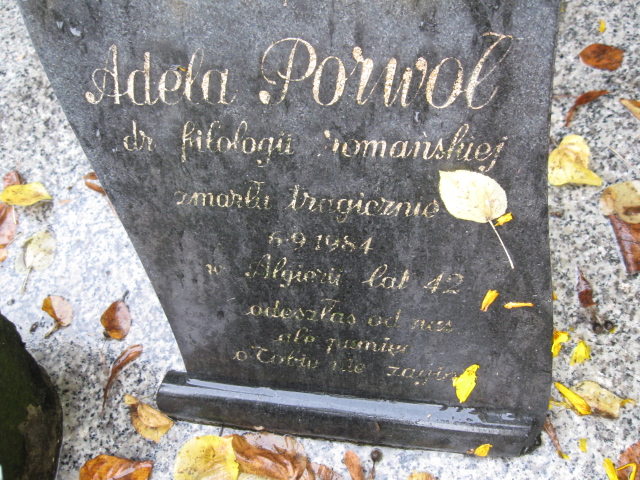 Adela Porwoł
dr filologii romańskiej
zmarła tragicznie
6.9.1984
w Algierii lat 42
odeszłaś od nas
ale pamięć
o Tobie nie zaginie